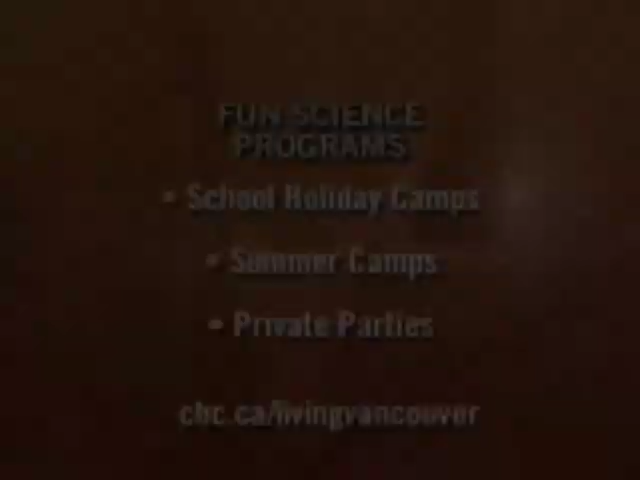 FUN SCIENCE
PROGRAMS
• School Holiday Camps
• Summer Camps
• Private Parties
cbc.ca/livingvancouver